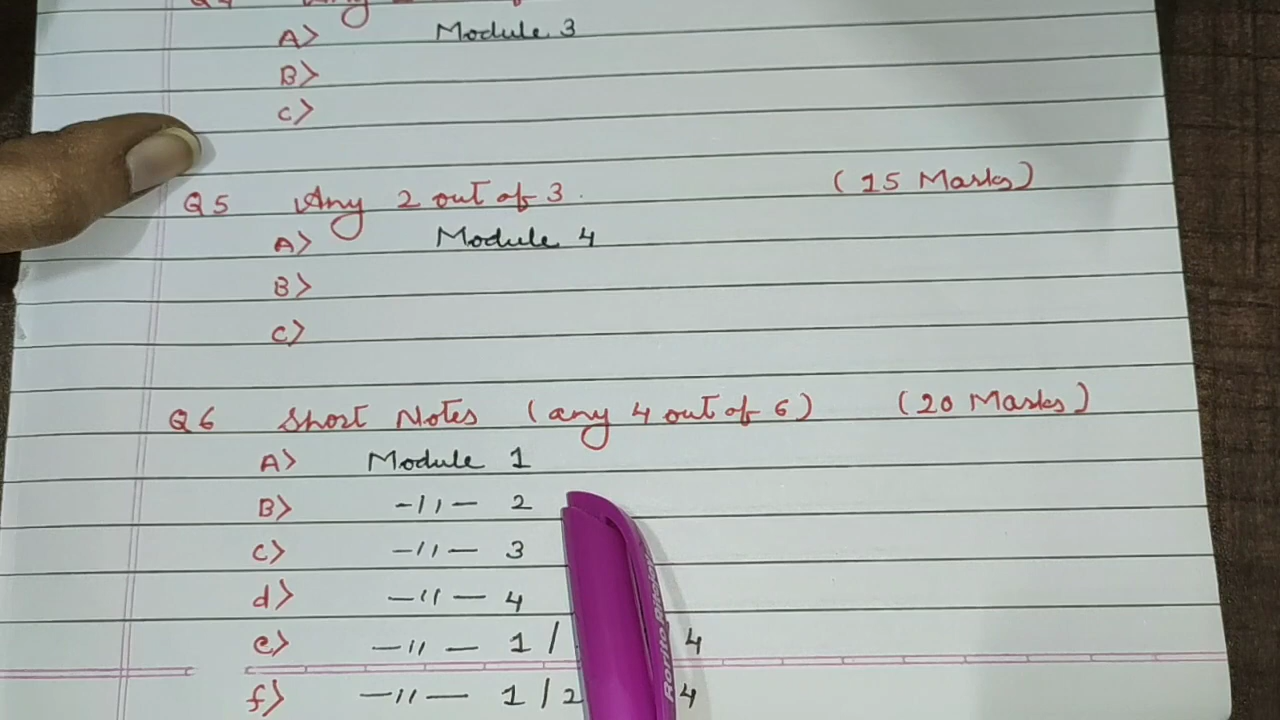 A> Module 3
B>
C>
Q5 Any 2 out of 3. (15 Marks)
A> Module 4
B>
C>
Q6 Short Notes (any 4 out of 6) (20 Marks)
A> Module 1
B> -11- 2
C> -11- 3
d> -11- 4
e> -11- 1 / 4
f> -11- 1/2 4
Rorito